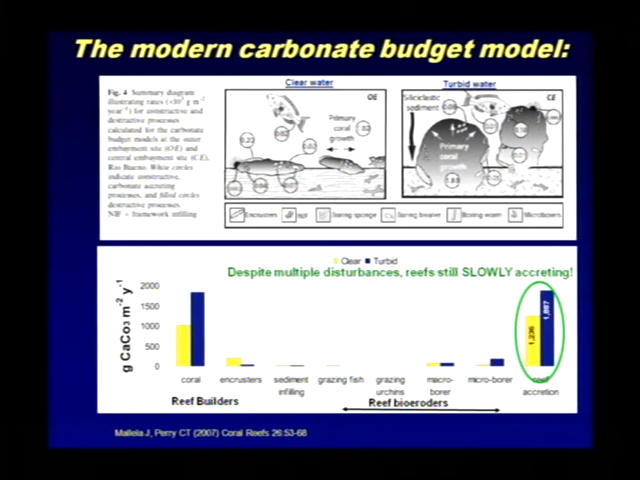 The modern carbonate budget model:
Clear water
Turbid water
Fig. 4 Summary diagram
illustrating rates (×10³ g m⁻²
year⁻¹) for constructive and
destructive processes
calculated for the carbonate
budget models at the outer
embayment site (OE) and
central embayment site (CE),
Rio Bueno. White circles
indicate constructive,
carbonate accreting
processes, and filled circles
destructive processes.
NIF = framework infilling
OE
CE
Siliciclastic
sediment
Primary
coral
growth
Primary
coral
growth
Encrusters
Boring sponge
Boring bivalve
Boring worm
Microborers
Clear Turbid
Despite multiple disturbances, reefs still SLOWLY accreting!
g CaCo3 m-2 y-1
2000
1500
1000
500
0
1,236
1,887
coral
encrusters
sediment
infilling
grazing fish
grazing
urchins
macro-
borer
micro-borer
reef
accretion
Reef Builders
Reef bioeroders
Mallela J, Perry CT (2007) Coral Reefs 26:53-68